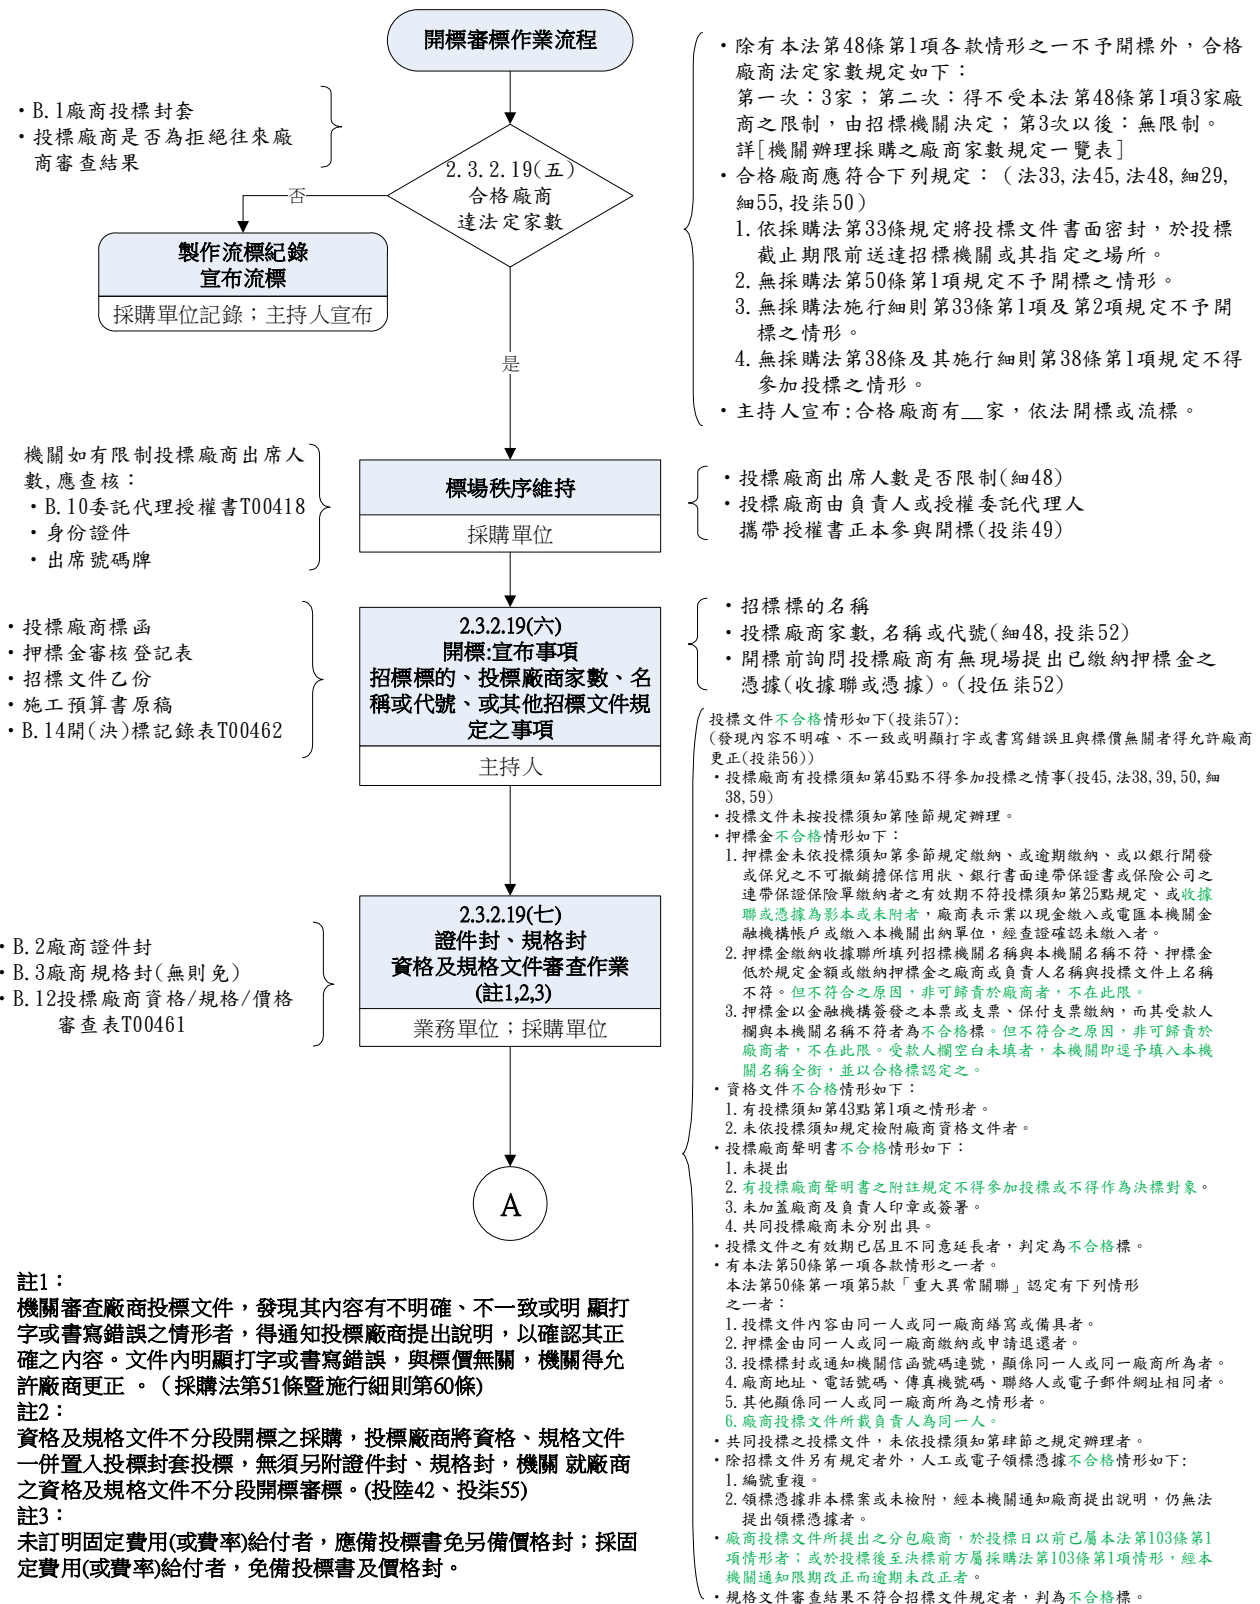 開標審標作業流程
・B.1廠商投標封套
・投標廠商是否為拒絕往來廠
商審查結果
2.3.2.19(五)
合格廠商
達法定家數
否
製作流標紀錄
宣布流標
採購單位記錄；主持人宣布
是
・除有本法第48條第1項各款情形之一不予開標外，合格
廠商法定家數規定如下：
第一次：3家；第二次：得不受本法第48條第1項3家廠
商之限制，由招標機關決定；第3次以後：無限制。
詳[機關辦理採購之廠商家數規定一覽表]
・合格廠商應符合下列規定：（法33,法45,法48,細29,
細55,投柒50）
1.依採購法第33條規定將投標文件書面密封，於投標
截止期限前送達招標機關或其指定之場所。
2.無採購法第50條第1項規定不予開標之情形。
3.無採購法施行細則第33條第1項及第2項規定不予開
標之情形。
4.無採購法第38條及其施行細則第38條第1項規定不得
參加投標之情形。
・主持人宣布:合格廠商有__家，依法開標或流標。
機關如有限制投標廠商出席人
數,應查核：
・B.10委託代理授權書T00418
・身份證件
・出席號碼牌
標場秩序維持
採購單位
・投標廠商出席人數是否限制(細48)
・投標廠商由負責人或授權委託代理人
攜帶授權書正本參與開標(投柒49)
・投標廠商標函
・押標金審核登記表
・招標文件乙份
・施工預算書原稿
・B.14開(決)標記錄表T00462
2.3.2.19(六)
開標:宣布事項
招標標的、投標廠商家數、名
稱或代號、或其他招標文件規
定之事項
主持人
・招標標的名稱
・投標廠商家數,名稱或代號(細48,投柒52)
・開標前詢問投標廠商有無現場提出已繳納押標金之
憑據(收據聯或憑據)。(投伍柒52)
・B.2廠商證件封
・B.3廠商規格封(無則免)
・B.12投標廠商資格/規格/價格
審查表T00461
2.3.2.19(七)
證件封、規格封
資格及規格文件審查作業
(註1,2,3)
業務單位；採購單位
A
投標文件不合格情形如下(投柒57):
(發現內容不明確、不一致或明顯打字或書寫錯誤且與標價無關者得允許廠商
更正(投柒56))
・投標廠商有投標須知第45點不得參加投標之情事(投45,法38,39,50,細
38,59)
・投標文件未按投標須知第陸節規定辦理。
・押標金不合格情形如下：
1.押標金未依投標須知第參節規定繳納、或逾期繳納、或以銀行開發
或保兌之不可撤銷擔保信用狀、銀行書面連帶保證書或保險公司之
連帶保證保險單繳納者之有效期不符投標須知第25點規定、或收據
聯或憑據為影本或未附者，廠商表示業以現金繳入或電匯本機關金
融機構帳戶或繳入本機關出納單位，經查證確認未繳入者。
2.押標金繳納收據聯所填列招標機關名稱與本機關名稱不符、押標金
低於規定金額或繳納押標金之廠商或負責人名稱與投標文件上名稱
不符。但不符合之原因，非可歸責於廠商者，不在此限。
3.押標金以金融機構簽發之本票或支票、保付支票繳納，而其受款人
欄與本機關名稱不符者為不合格標。但不符合之原因，非可歸責於
廠商者，不在此限。受款人欄空白未填者，本機關即逕予填入本機
關名稱全銜，並以合格標認定之。
・資格文件不合格情形如下：
1.有投標須知第43點第1項之情形者。
2.未依投標須知規定檢附廠商資格文件者。
・投標廠商聲明書不合格情形如下：
1.未提出
2.有投標廠商聲明書之附註規定不得參加投標或不得作為決標對象。
3.未加蓋廠商及負責人印章或簽署。
4.共同投標廠商未分別出具。
・投標文件之有效期已屆且不同意延長者，判定為不合格標。
・有本法第50條第一項各款情形之一者。
本法第50條第一項第5款「重大異常關聯」認定有下列情形
之一者：
1.投標文件內容由同一人或同一廠商繕寫或備具者。
2.押標金由同一人或同一廠商繳納或申請退還者。
3.投標標封或通知機關信函號碼連號，顯係同一人或同一廠商所為者。
4.廠商地址、電話號碼、傳真機號碼、聯絡人或電子郵件網址相同者。
5.其他顯係同一人或同一廠商所為之情形者。
6.廠商投標文件所載負責人為同一人。
・共同投標之投標文件，未依投標須知第肆節之規定辦理者。
・除招標文件另有規定者外，人工或電子領標憑據不合格情形如下:
1.編號重複。
2.領標憑據非本標案或未檢附，經本機關通知廠商提出說明，仍無法
提出領標憑據者。
・廠商投標文件所提出之分包廠商，於投標日以前已屬本法第103條第1
項情形者；或於投標後至決標前方屬採購法第103條第1項情形，經本
機關通知限期改正而逾期未改正者。
・規格文件審查結果不符合招標文件規定者，判為不合格標。
註1：
機關審查廠商投標文件，發現其內容有不明確、不一致或明 顯打
字或書寫錯誤之情形者，得通知投標廠商提出說明，以確認其正
確之內容。文件內明顯打字或書寫錯誤，與標價無關，機關得允
許廠商更正 。（採購法第51條暨施行細則第60條)
註2：
資格及規格文件不分段開標之採購，投標廠商將資格、規格文件
一併置入投標封套投標，無須另附證件封、規格封，機關 就廠商
之資格及規格文件不分段開標審標。(投陸42、投柒55)
註3：
未訂明固定費用(或費率)給付者，應備投標書免另備價格封；採固
定費用(或費率)給付者，免備投標書及價格封。